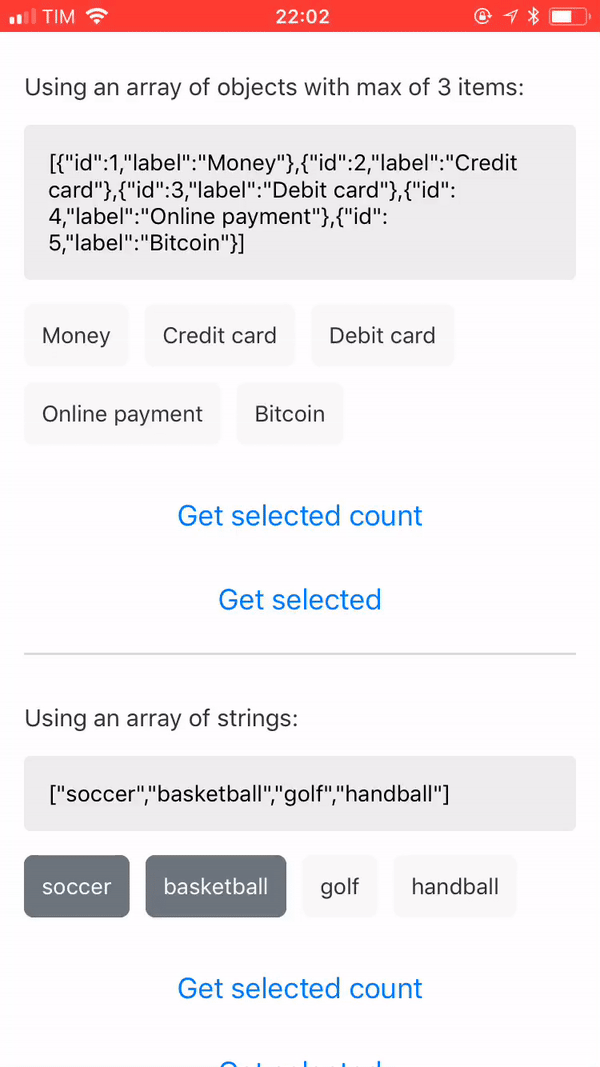 TIM 22:02
Using an array of objects with max of 3 items:
[{"id":1,"label":"Money"},{"id":2,"label":"Credit
card"},{"id":3,"label":"Debit card"},{"id":
4,"label":"Online payment"},{"id":
5,"label":"Bitcoin"}]
Money Credit card Debit card
Online payment Bitcoin
Get selected count
Get selected
Using an array of strings:
["soccer","basketball","golf","handball"]
soccer basketball golf handball
Get selected count